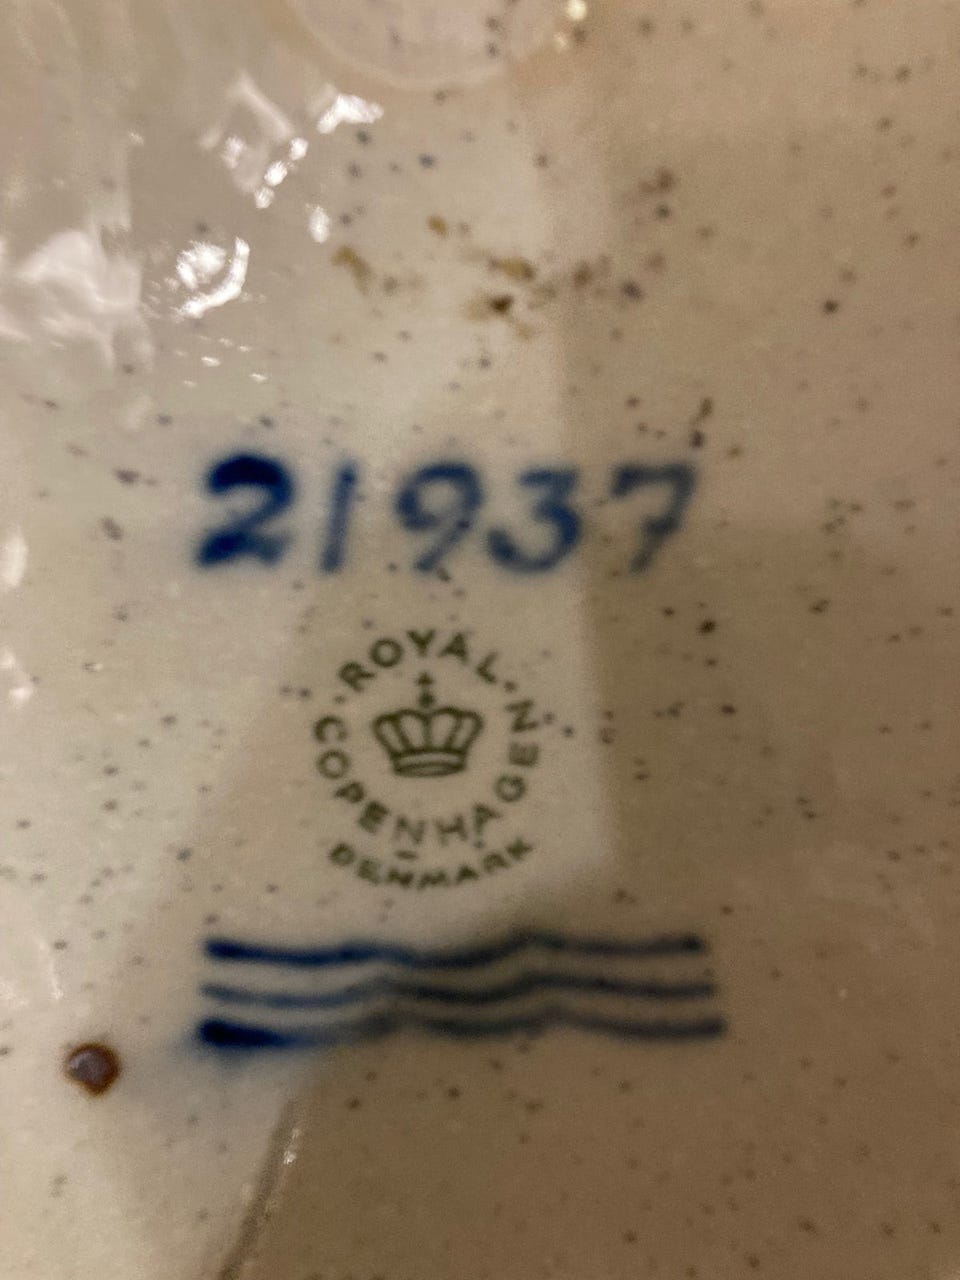 21937
ROYAL
COPENHAGEN
DENMARK